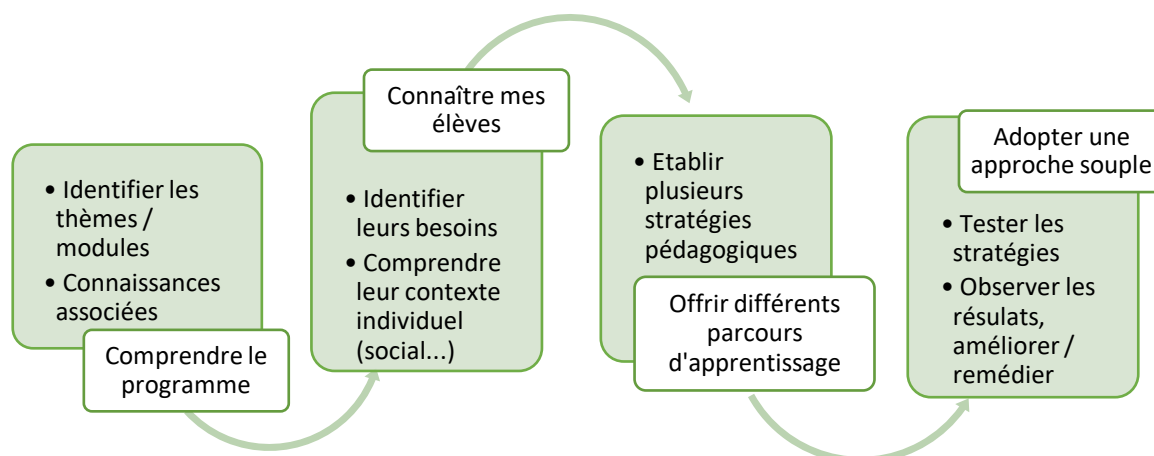 • Identifier les
thèmes /
modules
• Connaissances
associées
Comprendre le
programme
Connaître mes
élèves
• Identifier
leurs besoins
• Comprendre
leur contexte
individuel
(social...)
• Etablir
plusieurs
stratégies
pédagogiques
Offrir différents
parcours
d'apprentissage
Adopter une
approche souple
• Tester les
stratégies
• Observer les
résulats,
améliorer /
remédier